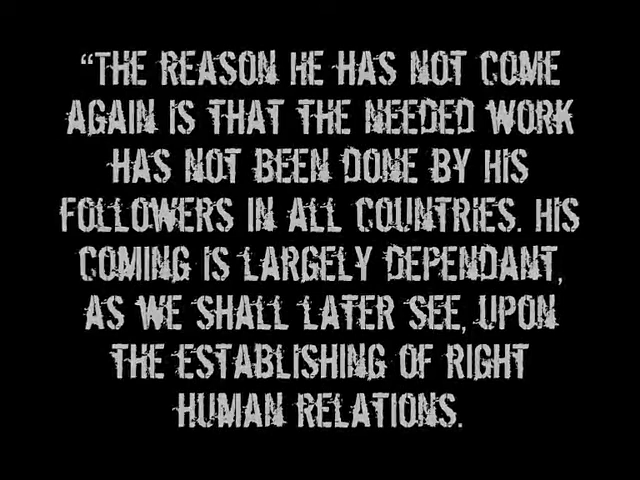 “THE REASON HE HAS NOT COME
AGAIN IS THAT THE NEEDED WORK
HAS NOT BEEN DONE BY HIS
FOLLOWERS IN ALL COUNTRIES. HIS
COMING IS LARGELY DEPENDANT,
AS WE SHALL LATER SEE, UPON
THE ESTABLISHING OF RIGHT
HUMAN RELATIONS.